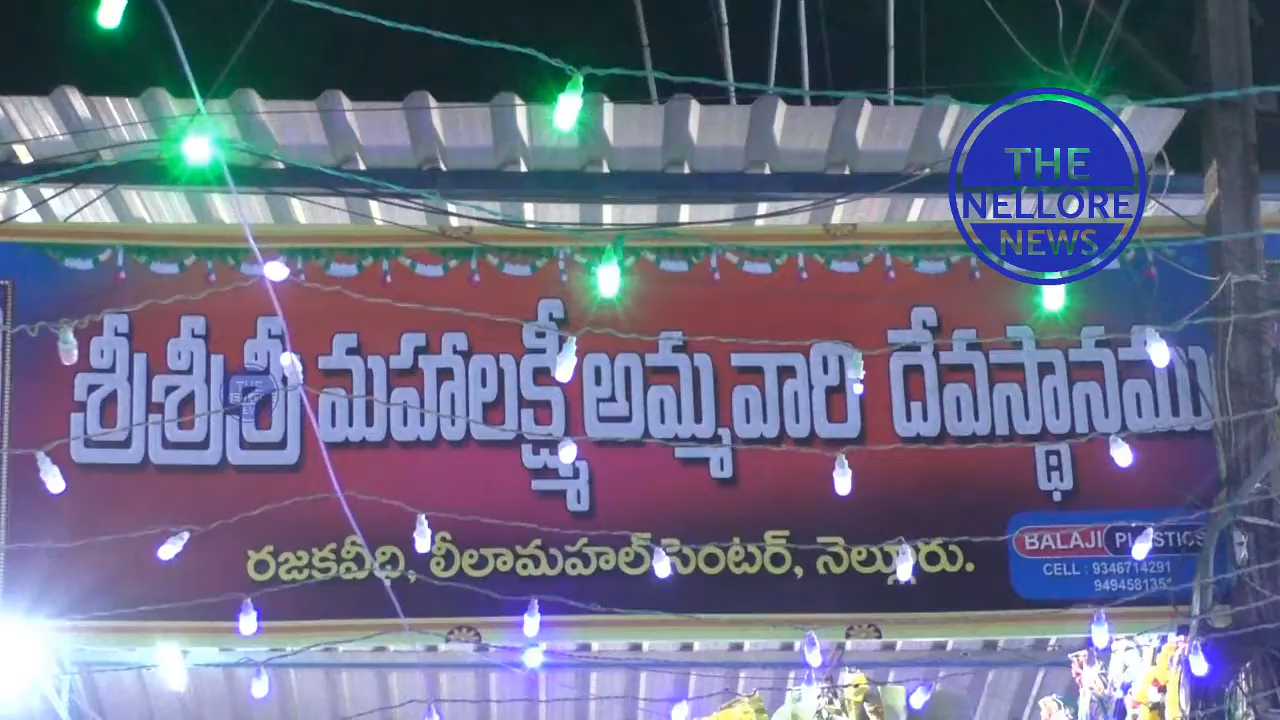 THE
NELLORE
NEWS
శ్రీశ్రీశ్రీ మహాలక్ష్మీ అమ్మవారి దేవస్థానము
రజకవీది, లీలామహల్ సెంటర్, నెల్లూరు.
BALAJI PLASTICS
CELL : 9346714291